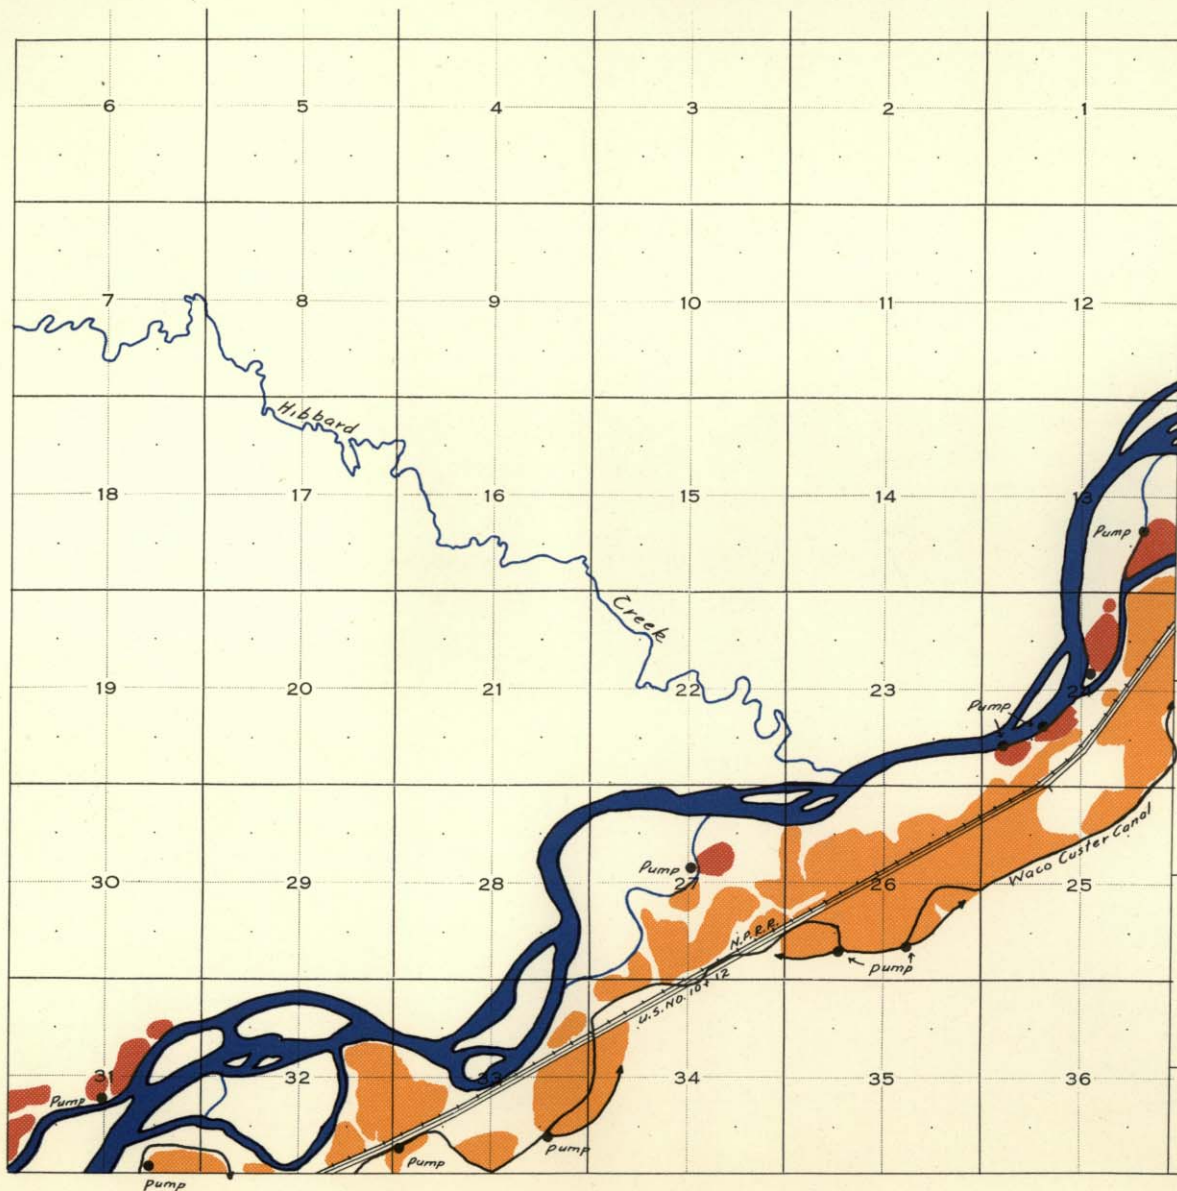 6 5 4 3 2 1
7 8 9 10 11 12
Hibbard
18 17 16 15 14 13
Pump
Creek
19 20 21 22 23 24
Pump
Waco Custer Canal
Pump
30 29 28 27 26 25
N.P.R.R.
pump
U.S. NO. 10 + 12
31 32 33 34 35 36
Pump
pump
pump
pump